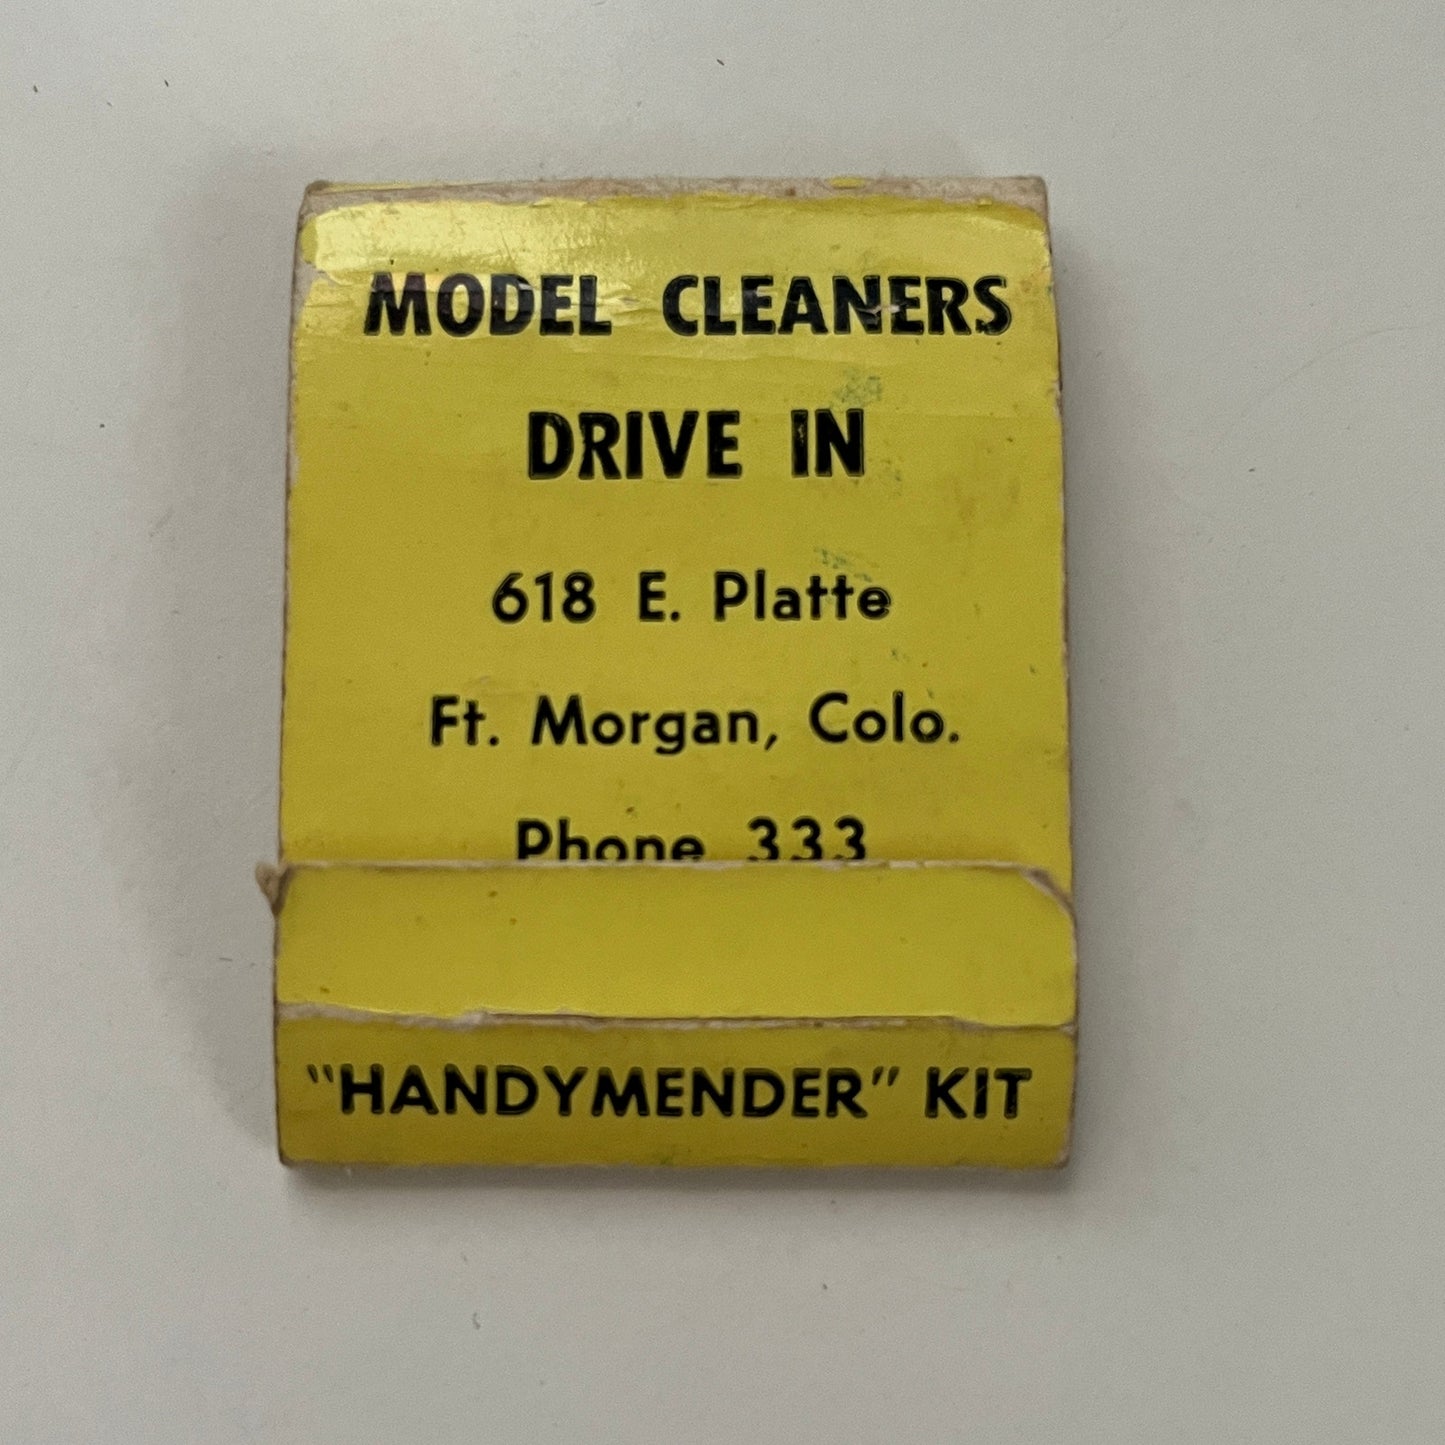 MODEL CLEANERS
DRIVE IN
618 E. Platte
Ft. Morgan, Colo.
Phone 333
"HANDYMENDER" KIT